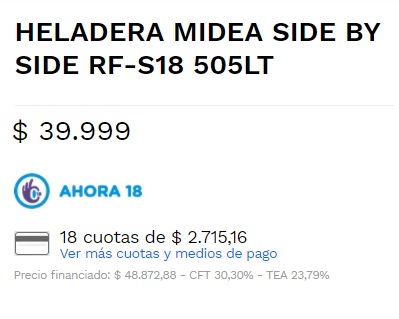 HELADERA MIDEA SIDE BY
SIDE RF-S18 505LT
$ 39.999
AHORA 18
18 cuotas de $ 2.715,16
Ver más cuotas y medios de pago
Precio financiado: $ 48.872,88 - CFT 30,30% - TEA 23,79%